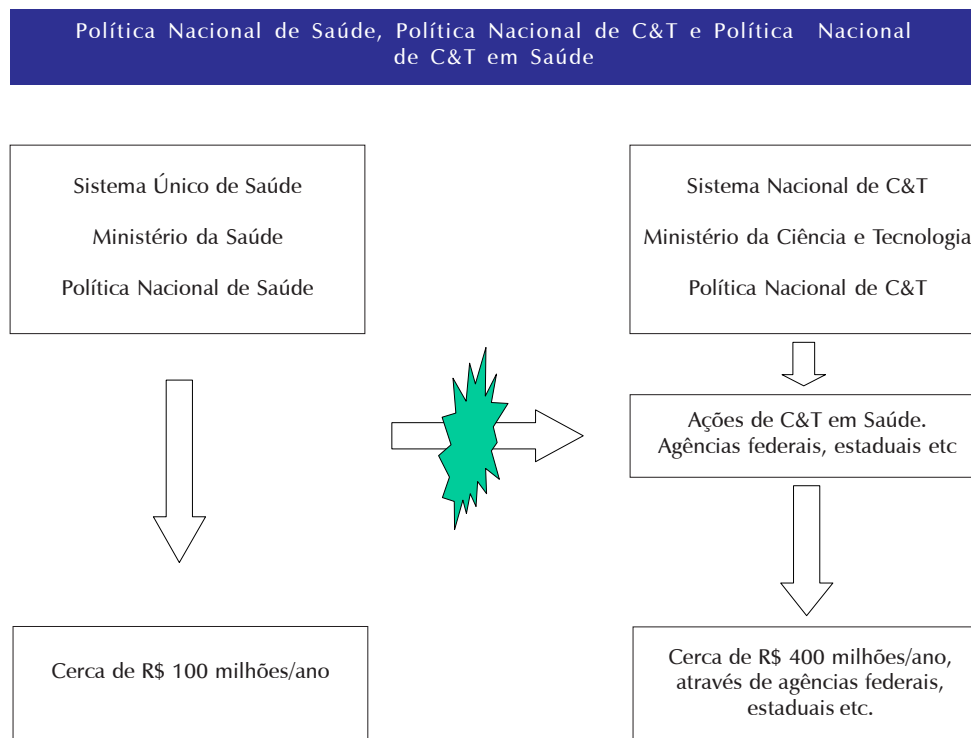 Política Nacional de Saúde, Política Nacional de C&T e Política Nacional
de C&T em Saúde
Sistema Único de Saúde
Ministério da Saúde
Política Nacional de Saúde
Sistema Nacional de C&T
Ministério da Ciência e Tecnologia
Política Nacional de C&T
Ações de C&T em Saúde.
Agências federais, estaduais etc
Cerca de R$ 100 milhões/ano
Cerca de R$ 400 milhões/ano,
através de agências federais,
estaduais etc.